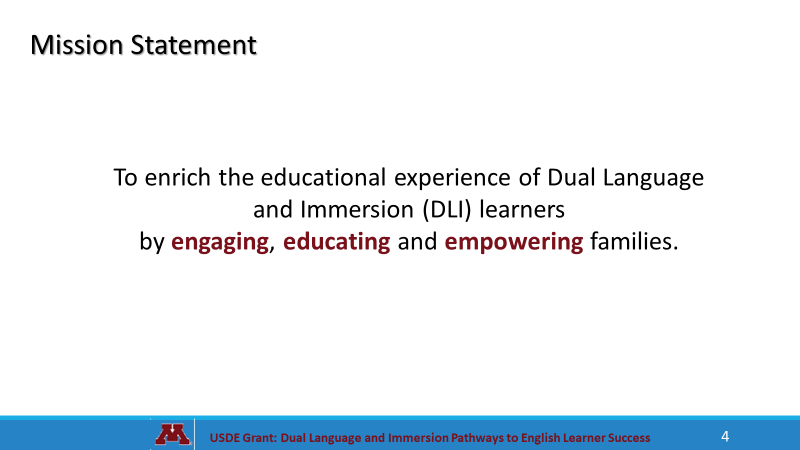 Mission Statement
To enrich the educational experience of Dual Language
and Immersion (DLI) learners
by engaging, educating and empowering families.
M
USDE Grant: Dual Language and Immersion Pathways to English Learner Success
4